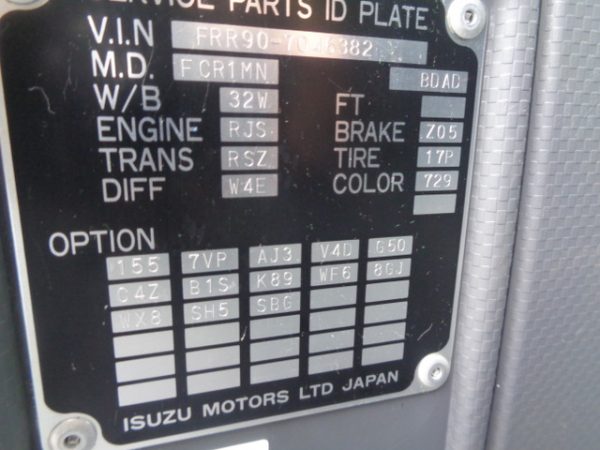 SERVICE PARTS ID PLATE
V.I.N FRR90-7046382
M.D. FCR1MN BDAD
W/B 32W FT
ENGINE RJS BRAKE Z05
TRANS RSZ TIRE 17P
DIFF W4E COLOR 729
OPTION
155 7VP AJ3 V4D G50
C4Z B1S K89 WF6 8GJ
WX8 SH5 SBG
ISUZU MOTORS LTD JAPAN